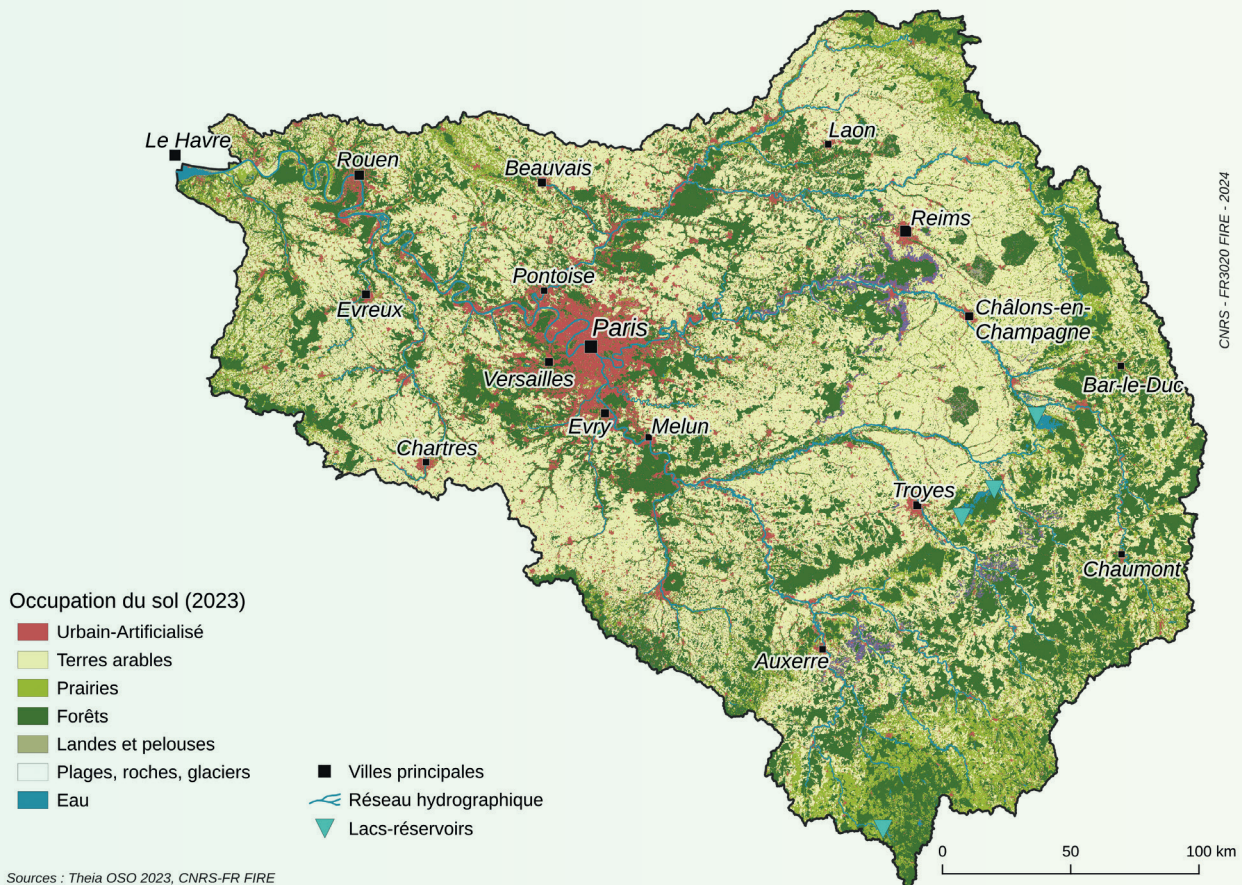 Le Havre
Rouen
Beauvais
Laon
Reims
Pontoise
Evreux
Paris
Châlons-en-
Champagne
Versailles
Bar-le-Duc
Evry
Melun
Chartres
Troyes
Chaumont
Auxerre
CNRS - FR3020 FIRE - 2024
Occupation du sol (2023)
Urbain-Artificialisé
Terres arables
Prairies
Forêts
Landes et pelouses
Plages, roches, glaciers
Eau
Villes principales
Réseau hydrographique
Lacs-réservoirs
0 50 100 km
Sources : Theia OSO 2023, CNRS-FR FIRE